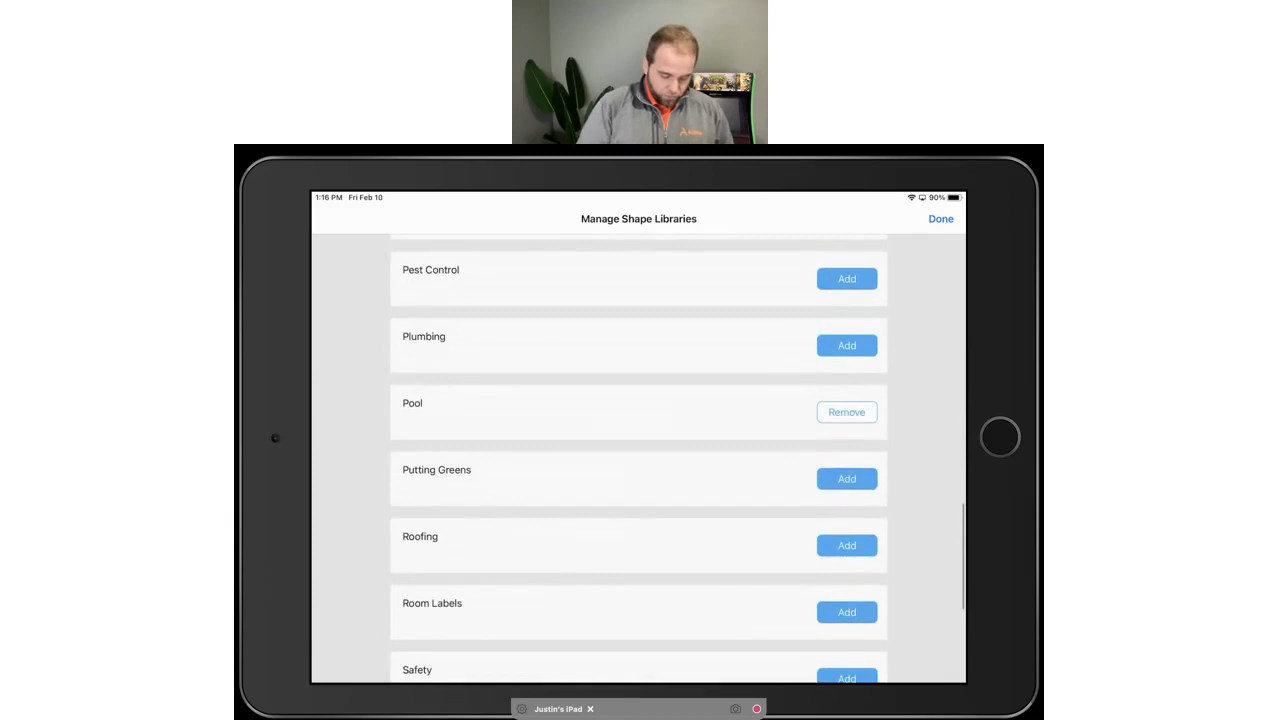 1:16 PM Fri Feb 10
90%
Manage Shape Libraries
Done
Pest Control
Add
Plumbing
Add
Pool
Remove
Putting Greens
Add
Roofing
Add
Room Labels
Add
Safety
Add
Justin's iPad